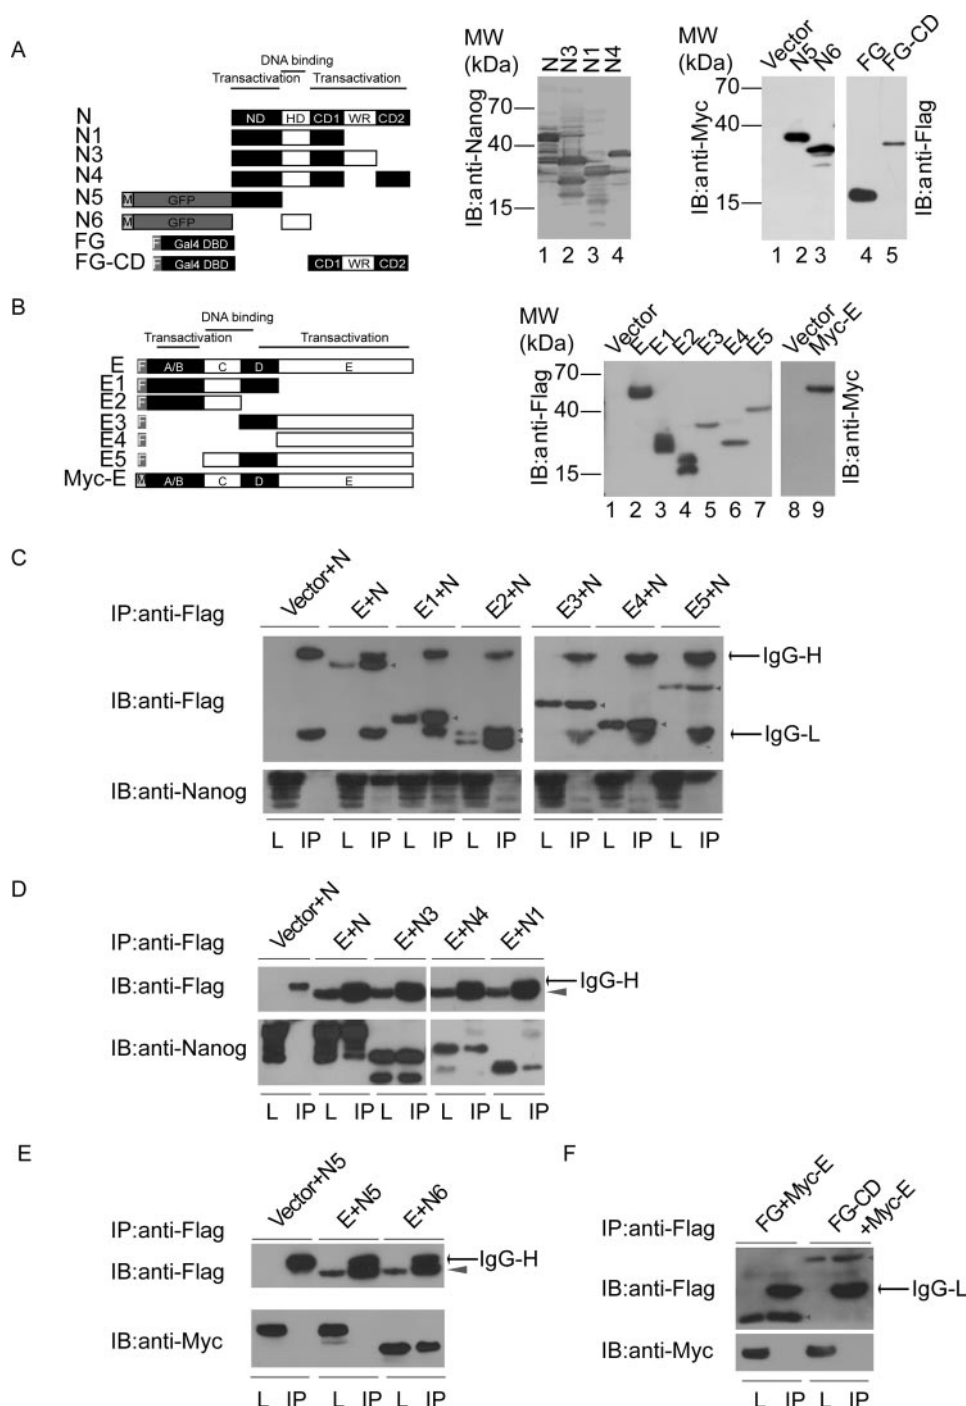 A
DNA binding
Transactivation Transactivation
N ND HD CD1 WR CD2
N1
N3
N4
N5 M GFP
N6 M GFP
FG F Gal4 DBD
FG-CD F Gal4 DBD CD1 WR CD2
MW
(kDa)
N N3 N1 N4
70
40
15
IB:anti-Nanog
1 2 3 4
MW
(kDa)
Vector N5 N6 FG FG-CD
70
40
15
IB:anti-Myc
IB:anti-Flag
1 2 3 4 5
B
DNA binding
Transactivation Transactivation
E F A/B C D E
E1 F
E2 F
E3 F
E4 F
E5 F
Myc-E M A/B C D E
MW
(kDa)
Vector E E1 E2 E3 E4 E5 Vector Myc-E
70
40
15
IB:anti-Flag
IB:anti-Myc
1 2 3 4 5 6 7 8 9
C
Vector+N E+N E1+N E2+N E3+N E4+N E5+N
IP:anti-Flag
IgG-H
IB:anti-Flag
IgG-L
IB:anti-Nanog
L IP L IP L IP L IP L IP L IP L IP
D
Vector+N E+N E+N3 E+N4 E+N1
IP:anti-Flag
IgG-H
IB:anti-Flag
IB:anti-Nanog
L IP L IP L IP L IP L IP
E
Vector+N5 E+N5 E+N6
IP:anti-Flag
IgG-H
IB:anti-Flag
IB:anti-Myc
L IP L IP L IP
F
FG+Myc-E FG-CD +Myc-E
IP:anti-Flag
IB:anti-Flag
IgG-L
IB:anti-Myc
L IP L IP